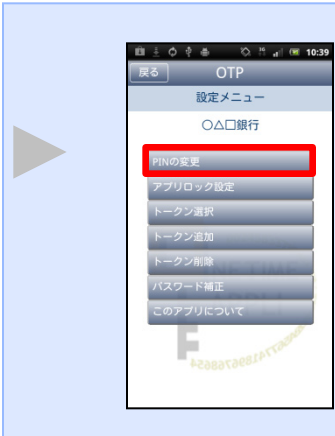 10:39
戻る
OTP
設定メニュー
○△□銀行
PINの変更
アプリロック設定
トークン選択
トークン追加
トークン削除
パスワード補正
このアプリについて